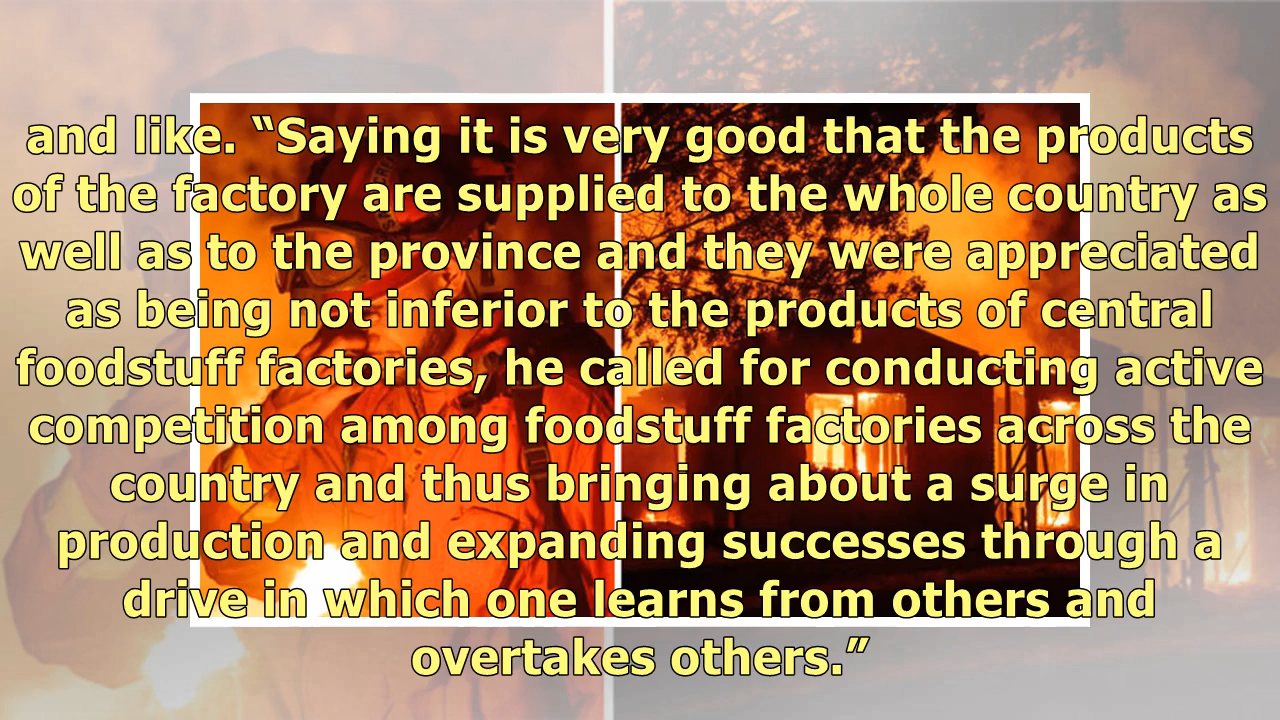 and like. “Saying it is very good that the products
of the factory are supplied to the whole country as
well as to the province and they were appreciated
as being not inferior to the products of central
foodstuff factories, he called for conducting active
competition among foodstuff factories across the
country and thus bringing about a surge in
production and expanding successes through a
drive in which one learns from others and
overtakes others.”